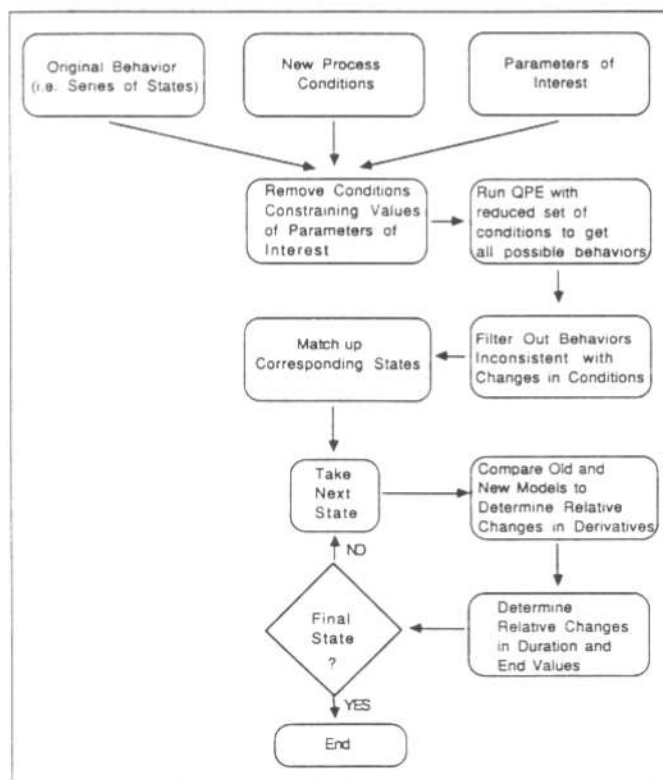 Original Behavior
(i.e. Series of States)
New Process
Conditions
Parameters of
Interest
Remove Conditions
Constraining Values
of Parameters of
Interest
Run QPE with
reduced set of
conditions to get
all possible behaviors
Match up
Corresponding States
Filter Out Behaviors
Inconsistent with
Changes in Conditions
Take
Next
State
Compare Old and
New Models to
Determine Relative
Changes in Derivatives
NO
Final
State
?
Determine
Relative Changes
in Duration and
End Values
YES
End